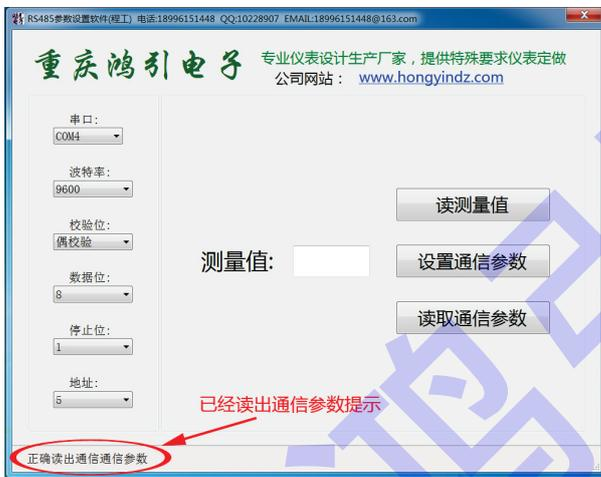 RS485参数设置软件(程工) 电话:18996151448 QQ:10228907 EMAIL:18996151448@163.com
重庆鸿引电子
专业仪表设计生产厂家，提供特殊要求仪表定做
公司网站： www.hongyindz.com
串口:
COM4
波特率:
9600
校验位:
偶校验
数据位:
8
停止位:
1
地址:
5
测量值:
读测量值
设置通信参数
读取通信参数
已经读出通信参数提示
正确读出通信通信参数